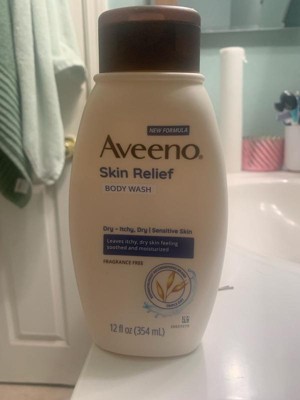 NEW FORMULA
Aveeno®
Skin Relief
BODY WASH
Dry - Itchy, Dry | Sensitive Skin
Leaves itchy, dry skin feeling
soothed and moisturized
FRAGRANCE FREE
12 fl oz (354 mL)